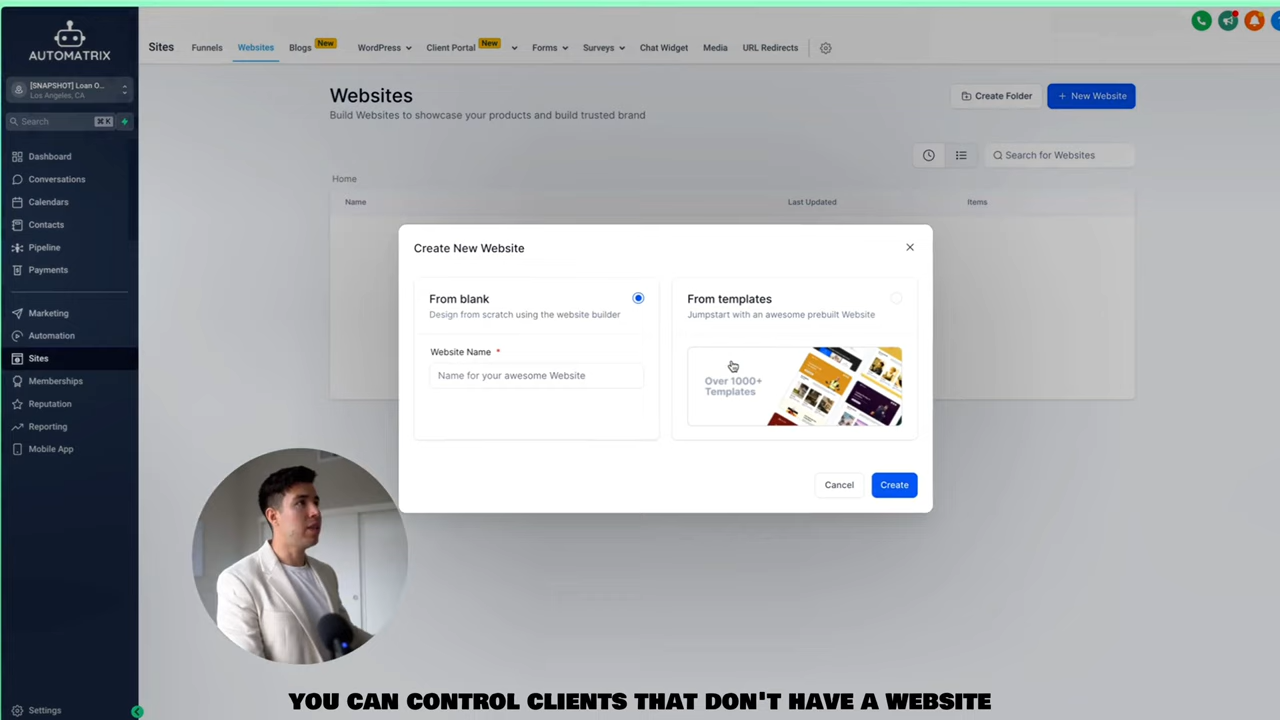 AUTOMATRIX
[SNAPSHOT] Loan O...
Los Angeles, CA
Search
⌘K
Dashboard
Conversations
Calendars
Contacts
Pipeline
Payments
Marketing
Automation
Sites
Memberships
Reputation
Reporting
Mobile App
Settings
Sites
Funnels
Websites
Blogs
New
WordPress
Client Portal
New
Forms
Surveys
Chat Widget
Media
URL Redirects
Websites
Build Websites to showcase your products and build trusted brand
Create Folder
+ New Website
Search for Websites
Home
Name
Last Updated
Items
Create New Website
From blank
Design from scratch using the website builder
Website Name *
Name for your awesome Website
From templates
Jumpstart with an awesome prebuilt Website
Over 1000+
Templates
Cancel
Create
YOU CAN CONTROL CLIENTS THAT DON'T HAVE A WEBSITE